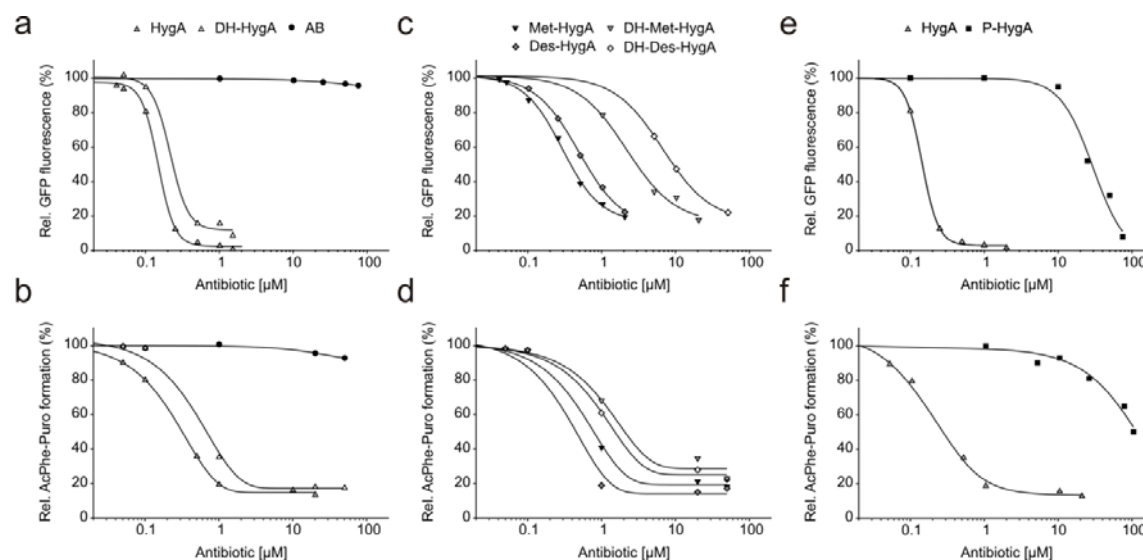 a
HygA DH-HygA AB
Rel. GFP fluorescence (%)
100
80
60
40
20
0
0.1 1 10 100
Antibiotic [µM]
c
Met-HygA DH-Met-HygA
Des-HygA DH-Des-HygA
Rel. GFP fluorescence (%)
100
80
60
40
20
0
0.1 1 10 100
Antibiotic [µM]
e
HygA P-HygA
Rel. GFP fluorescence (%)
100
80
60
40
20
0
0.1 1 10 100
Antibiotic [µM]
b
Rel. AcPhe-Puro formation (%)
100
80
60
40
20
0
0.1 1 10 100
Antibiotic [µM]
d
Rel. AcPhe-Puro formation (%)
100
80
60
40
20
0
0.1 1 10 100
Antibiotic [µM]
f
Rel. AcPhe-Puro formation (%)
100
80
60
40
20
0
0.1 1 10 100
Antibiotic [µM]